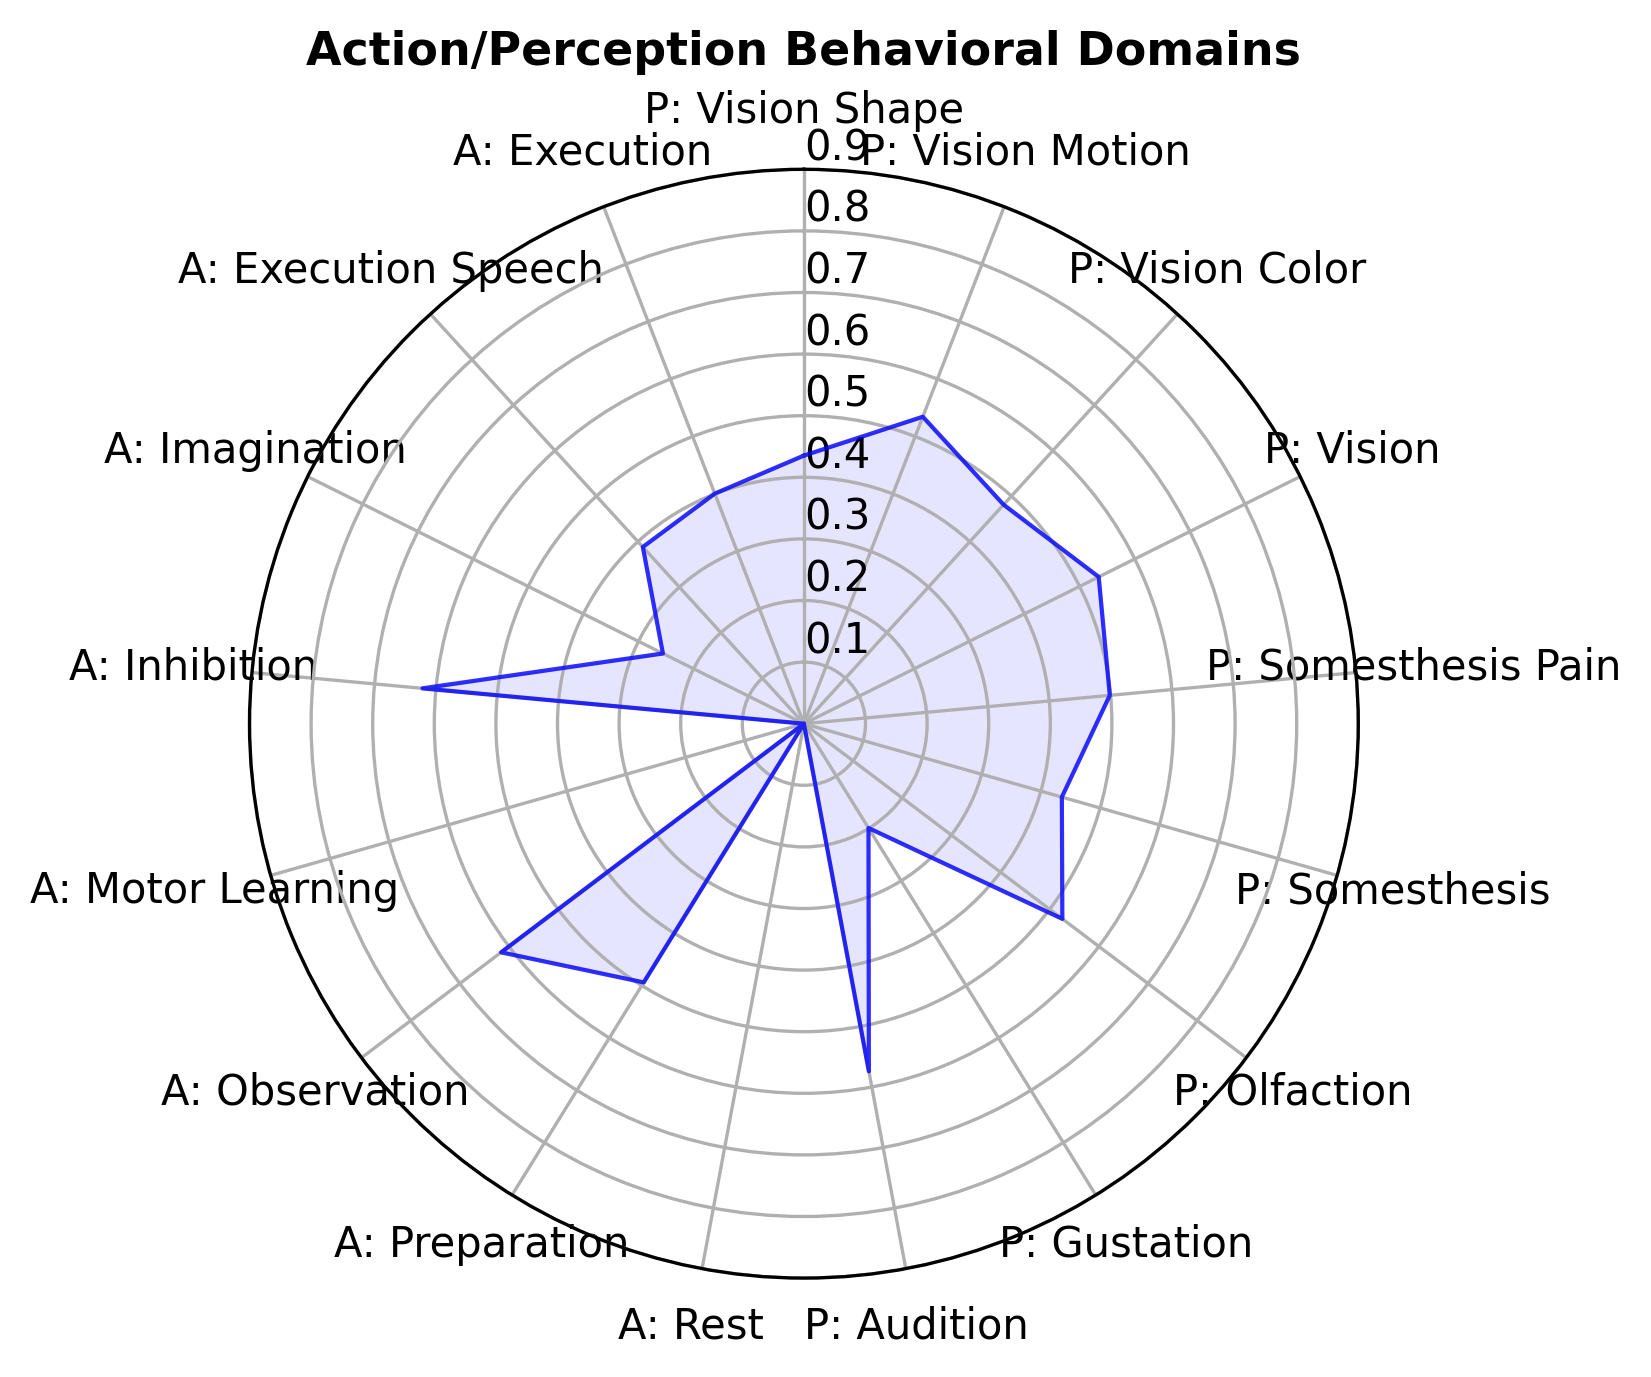 Action/Perception Behavioral Domains
P: Vision Shape
A: Execution
0.9
P: Vision Motion
0.8
A: Execution Speech
0.7
P: Vision Color
0.6
0.5
A: Imagination
0.4
P: Vision
0.3
0.2
0.1
A: Inhibition
P: Somesthesis Pain
A: Motor Learning
P: Somesthesis
A: Observation
P: Olfaction
A: Preparation
P: Gustation
A: Rest
P: Audition